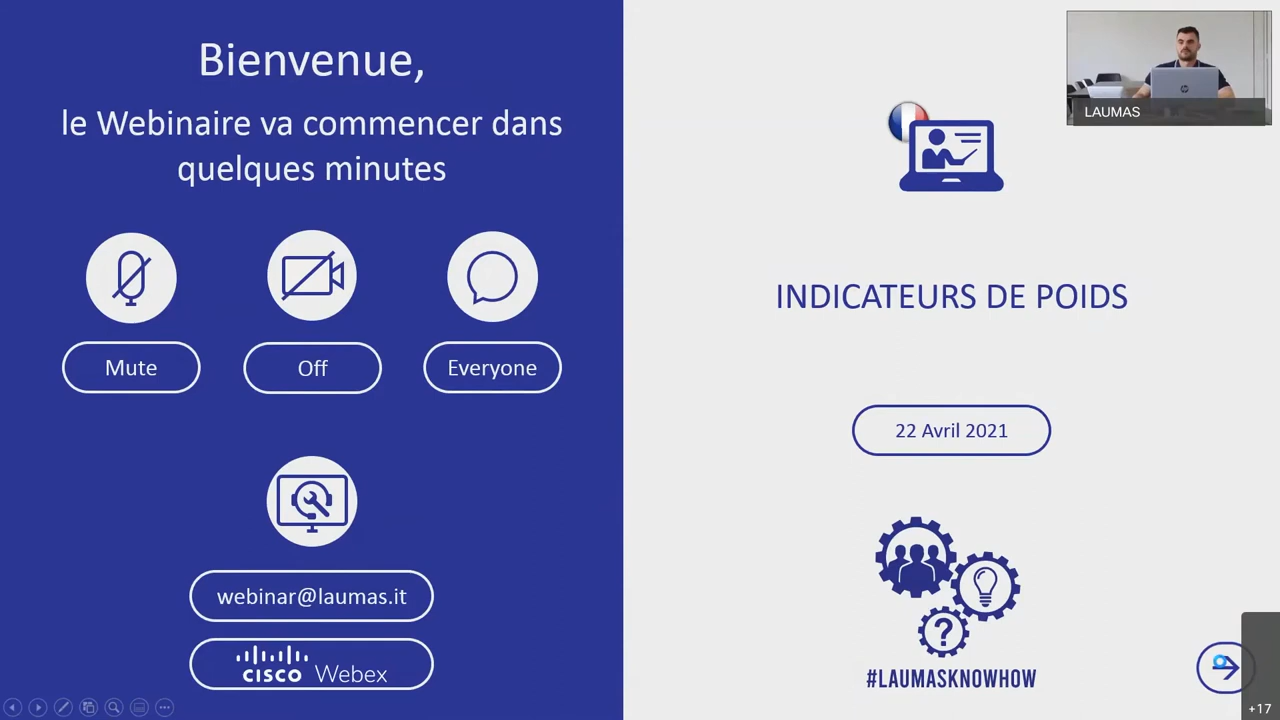 Bienvenue,
le Webinaire va commencer dans
quelques minutes
Mute
Off
Everyone
webinar@laumas.it
CISCO Webex
LAUMAS
INDICATEURS DE POIDS
22 Avril 2021
?
#LAUMASKNOWHOW
+17